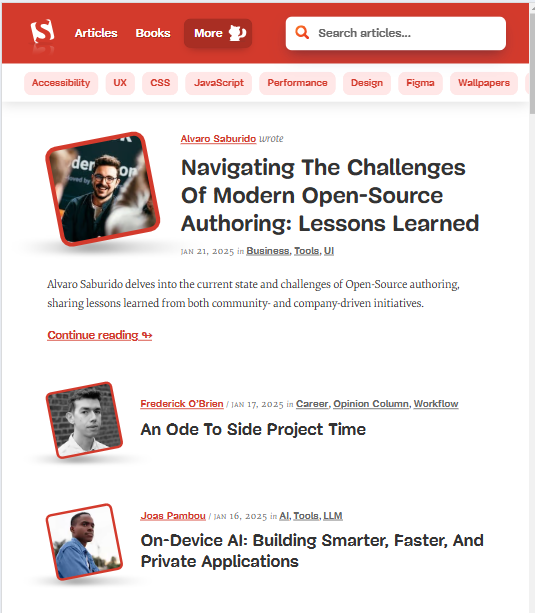 S
Articles Books More Search articles...
Accessibility UX CSS JavaScript Performance Design Figma Wallpapers
Alvaro Saburido wrote
Navigating The Challenges
Of Modern Open-Source
Authoring: Lessons Learned
JAN 21, 2025 in Business, Tools, UI
Alvaro Saburido delves into the current state and challenges of Open-Source authoring,
sharing lessons learned from both community- and company-driven initiatives.
Continue reading ↬
Frederick O’Brien / JAN 17, 2025 in Career, Opinion Column, Workflow
An Ode To Side Project Time
Joas Pambou / JAN 16, 2025 in AI, Tools, LLM
On-Device AI: Building Smarter, Faster, And
Private Applications